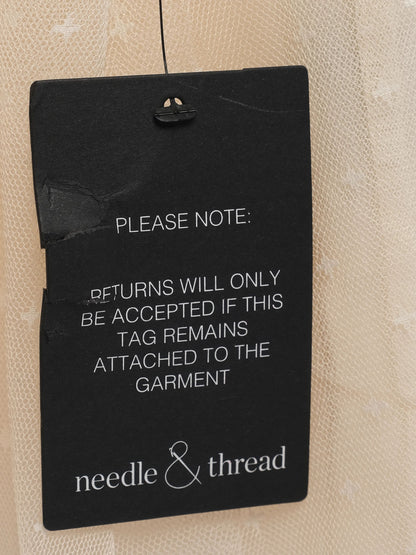 PLEASE NOTE:
RETURNS WILL ONLY
BE ACCEPTED IF THIS
TAG REMAINS
ATTACHED TO THE
GARMENT
needle & thread